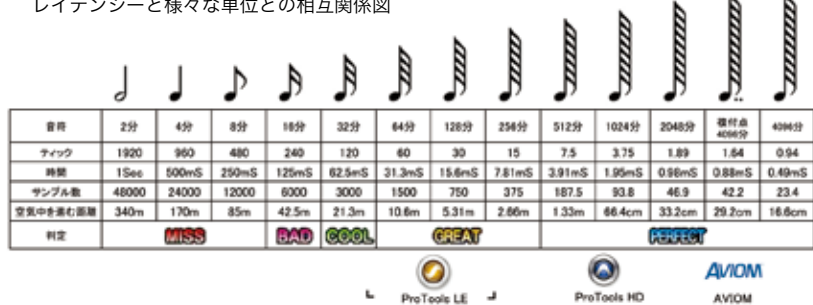 レイテンシーと様々な単位との相互関係図
音符 2分 4分 8分 16分 32分 64分 128分 256分 512分 1024分 2048分 複付点4096分 4096分
ティック 1920 960 480 240 120 60 30 15 7.5 3.75 1.89 1.64 0.94
時間 1Sec 500mS 250mS 125mS 62.5mS 31.3mS 15.6mS 7.81mS 3.91mS 1.95mS 0.98mS 0.88mS 0.49mS
サンプル数 48000 24000 12000 6000 3000 1500 750 375 187.5 93.8 46.9 42.2 23.4
空気中を進む距離 340m 170m 85m 42.5m 21.3m 10.6m 5.31m 2.66m 1.33m 66.4cm 33.2cm 29.2cm 16.6cm
判定 MISS BAD COOL GREAT PERFECT
AVIOM
ProTools LE ProTools HD AVIOM